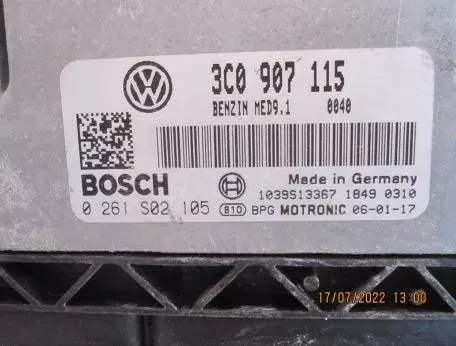 3C0 907 115
BENZIN MED9.1 0040
BOSCH
Made in Germany
1039S13367 1849 0310
0 261 S02 105 810 BPG MOTRONIC 06-01-17
17/07/2022 13:00